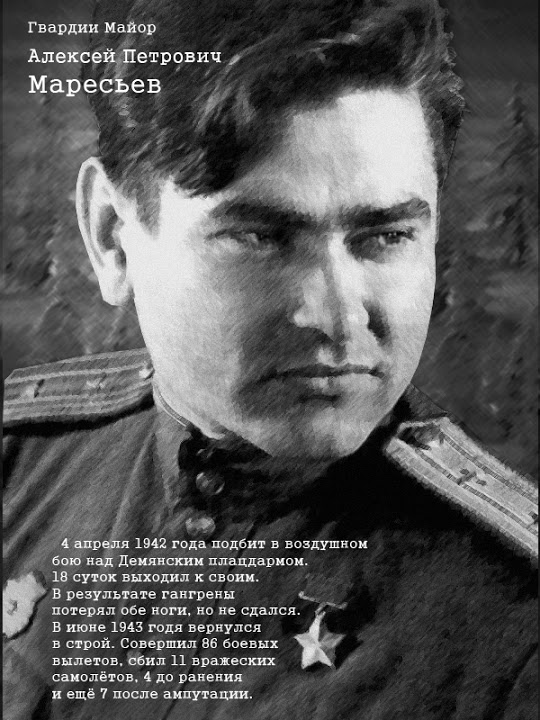 Гвардии Майор
Алексей Петрович
Маресьев
4 апреля 1942 года подбит в воздушном
бою над Демянским плацдармом.
18 суток выходил к своим.
В результате гангрены
потерял обе ноги, но не сдался.
В июне 1943 годя вернулся
в строй. Совершил 86 боевых
вылетов, сбил 11 вражеских
самолётов, 4 до ранения
и ещё 7 после ампутации.